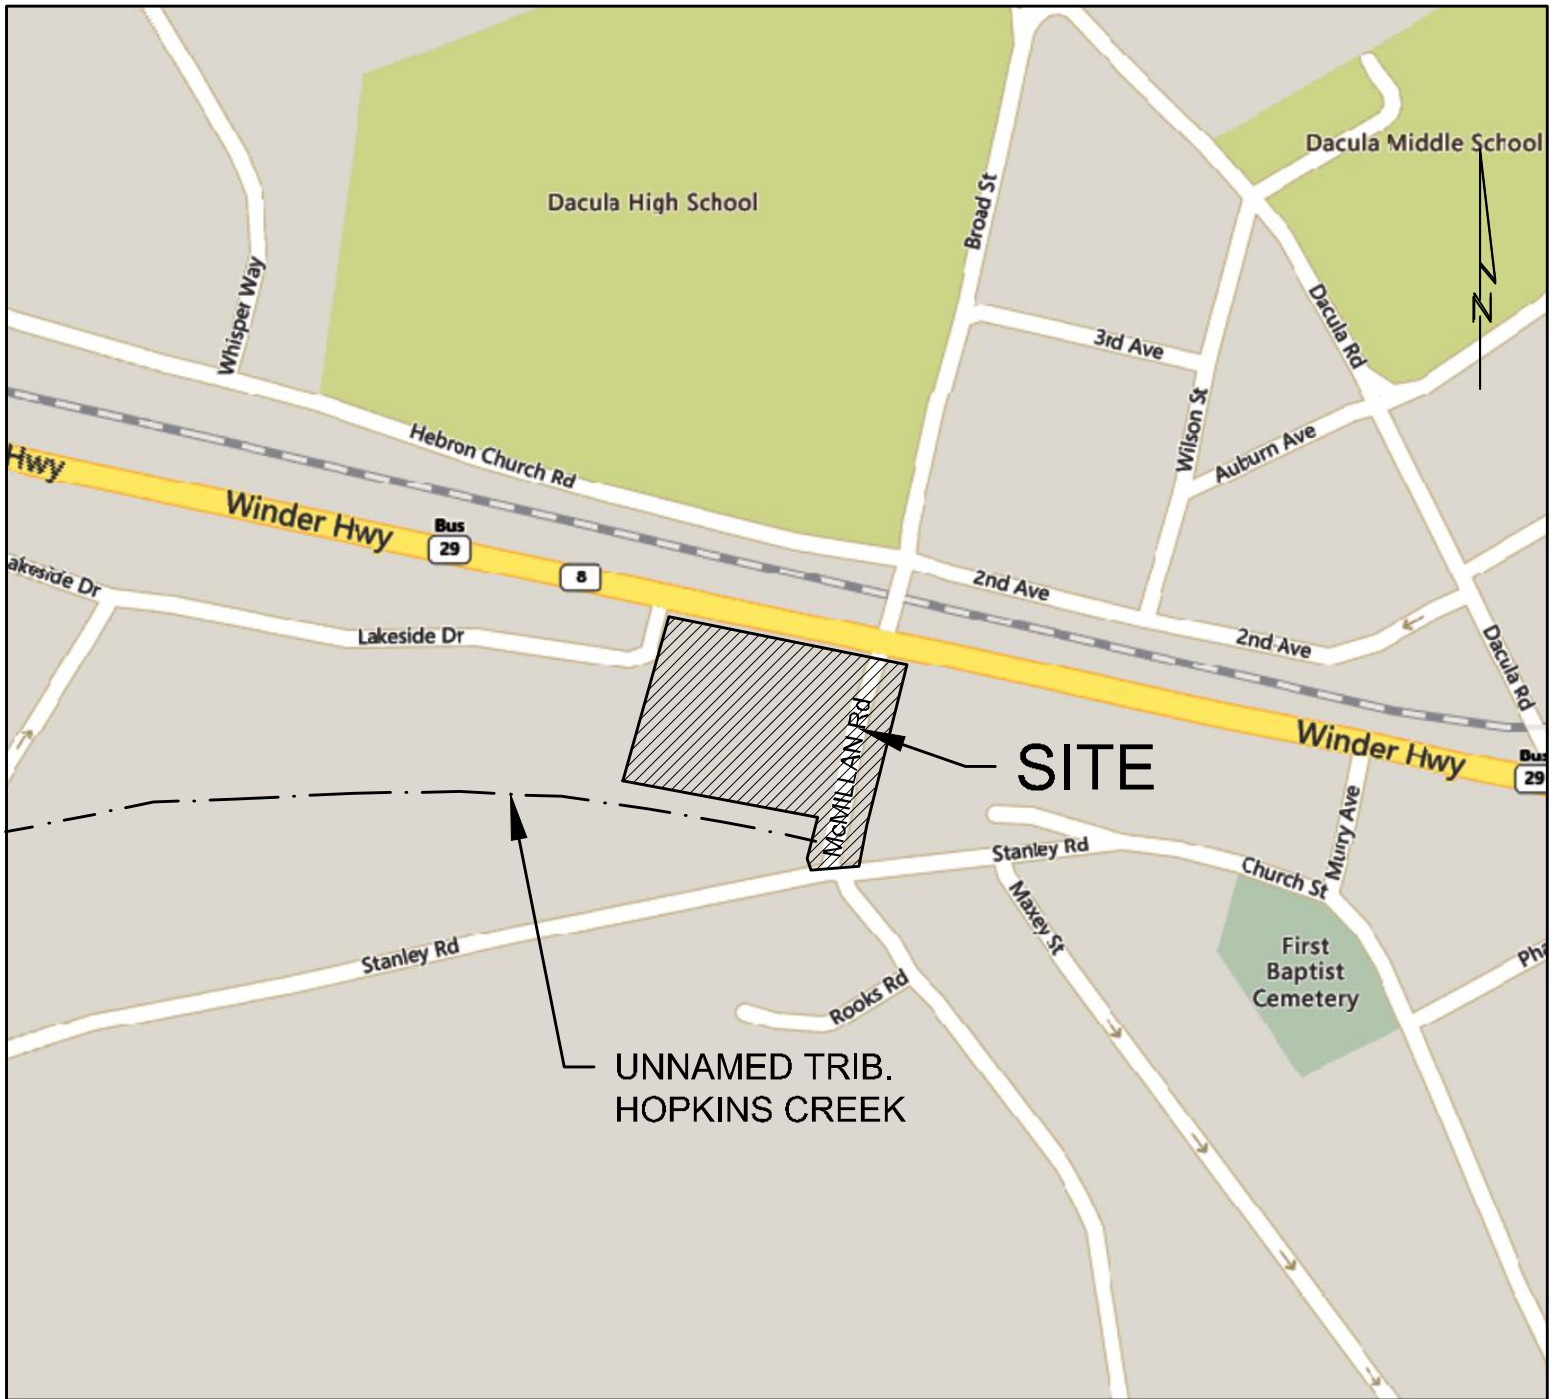 Dacula Middle School
Dacula High School
Broad St
Whisper Way
N
Dacula Rd
3rd Ave
Wilson St
Auburn Ave
Hebron Church Rd
Hwy
Winder Hwy
Bus
29
8
akeside Dr
2nd Ave
Lakeside Dr
2nd Ave
Dacula Rd
McMILLAN Rd
SITE
Winder Hwy
Bus
29
Murry Ave
Stanley Rd
Church St
Maxey St
Stanley Rd
First
Baptist
Cemetery
Pha
Rooks Rd
UNNAMED TRIB.
HOPKINS CREEK